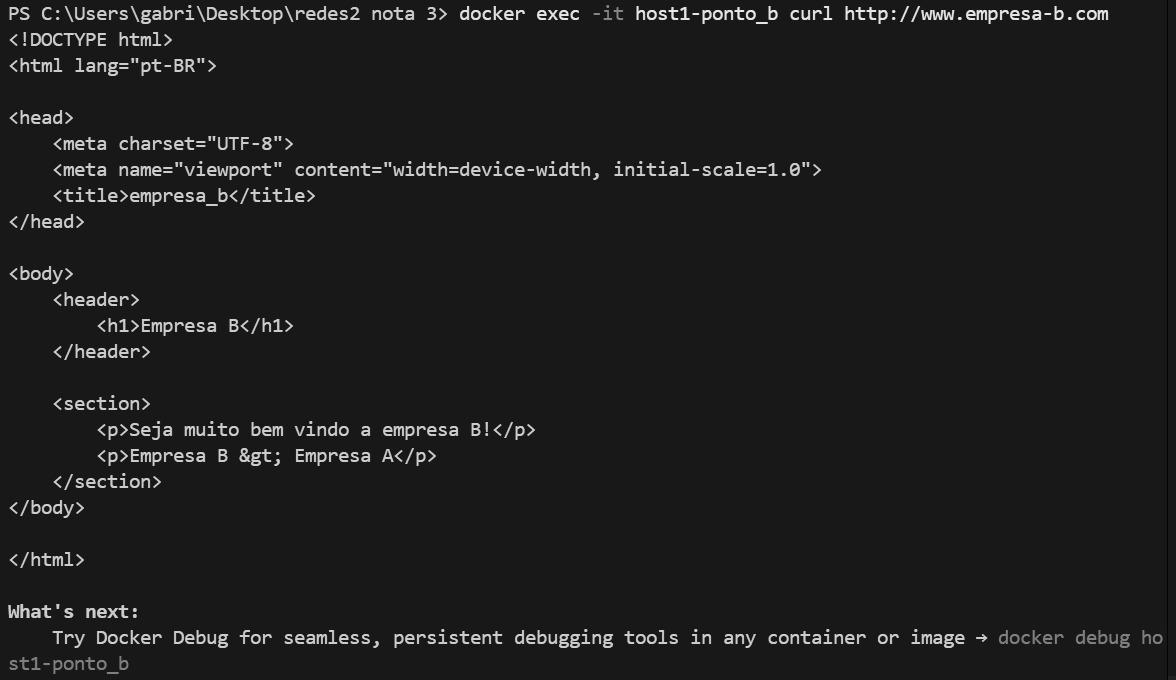 PS C:\Users\gabri\Desktop\redes2 nota 3> docker exec -it host1-ponto_b curl http://www.empresa-b.com
<!DOCTYPE html>
<html lang="pt-BR">

<head>
    <meta charset="UTF-8">
    <meta name="viewport" content="width=device-width, initial-scale=1.0">
    <title>empresa_b</title>
</head>

<body>
    <header>
        <h1>Empresa B</h1>
    </header>

    <section>
        <p>Seja muito bem vindo a empresa B!</p>
        <p>Empresa B &gt; Empresa A</p>
    </section>
</body>

</html>

What's next:
    Try Docker Debug for seamless, persistent debugging tools in any container or image → docker debug ho
st1-ponto_b